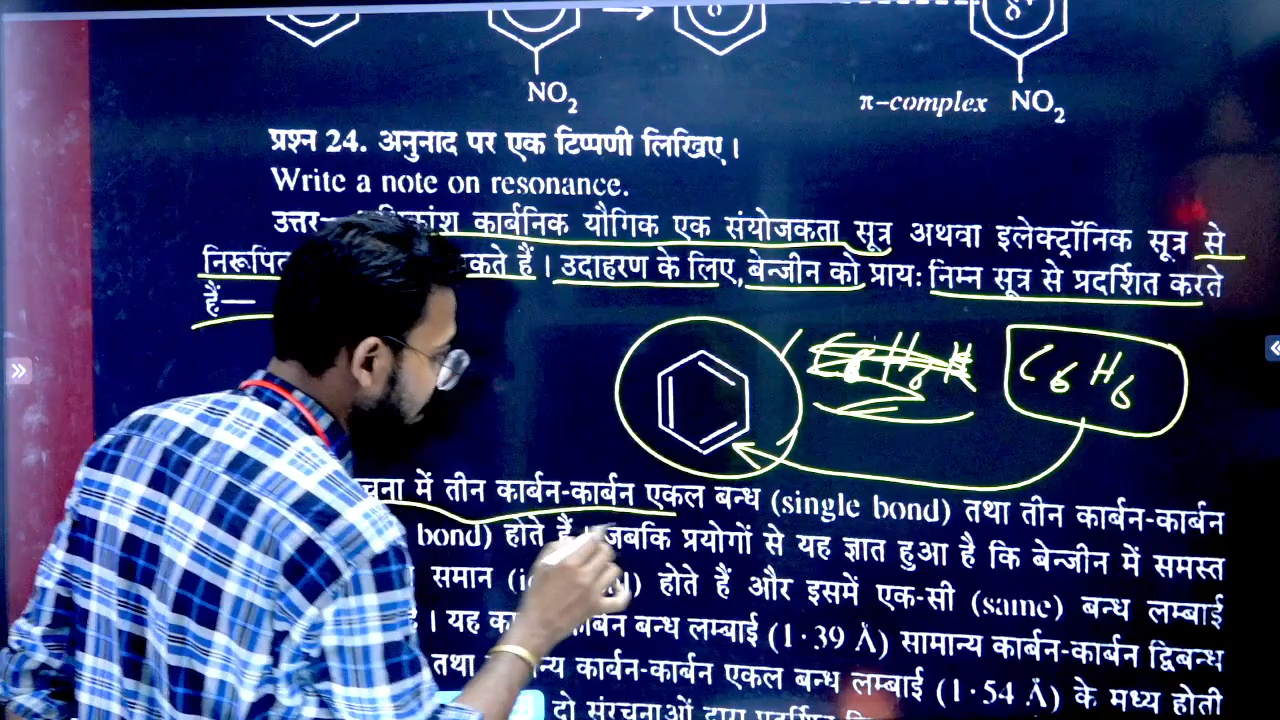 NO2
π-complex NO2
प्रश्न 24. अनुनाद पर एक टिप्पणी लिखिए।
Write a note on resonance.
उत्तर— कार्बनिक यौगिक एक संयोजकता सूत्र अथवा इलेक्ट्रॉनिक सूत्र से
हैं। उदाहरण के लिए, बेन्जीन को प्रायः निम्न सूत्र से प्रदर्शित करते
हैं—
C6H6
में तीन कार्बन-कार्बन एकल बन्ध (single bond) तथा तीन कार्बन-कार्बन
bond) होते हैं जबकि प्रयोगों से यह ज्ञात हुआ है कि बेन्जीन में समस्त
समान होते हैं और इसमें एक-सी (same) बन्ध लम्बाई
। यह बन्ध लम्बाई (1·39 Å) सामान्य कार्बन-कार्बन द्विबन्ध
तथा कार्बन-कार्बन एकल बन्ध लम्बाई (1·54 Å) के मध्य होती
दो संरचनाओं द्वारा